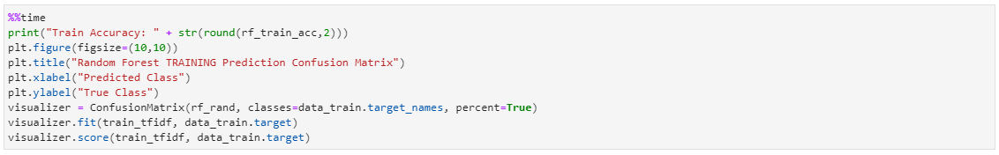 %%time
print("Train Accuracy: " + str(round(rf_train_acc,2)))
plt.figure(figsize=(10,10))
plt.title("Random Forest TRAINING Prediction Confusion Matrix")
plt.xlabel("Predicted Class")
plt.ylabel("True Class")
visualizer = ConfusionMatrix(rf_rand, classes=data_train.target_names, percent=True)
visualizer.fit(train_tfidf, data_train.target)
visualizer.score(train_tfidf, data_train.target)